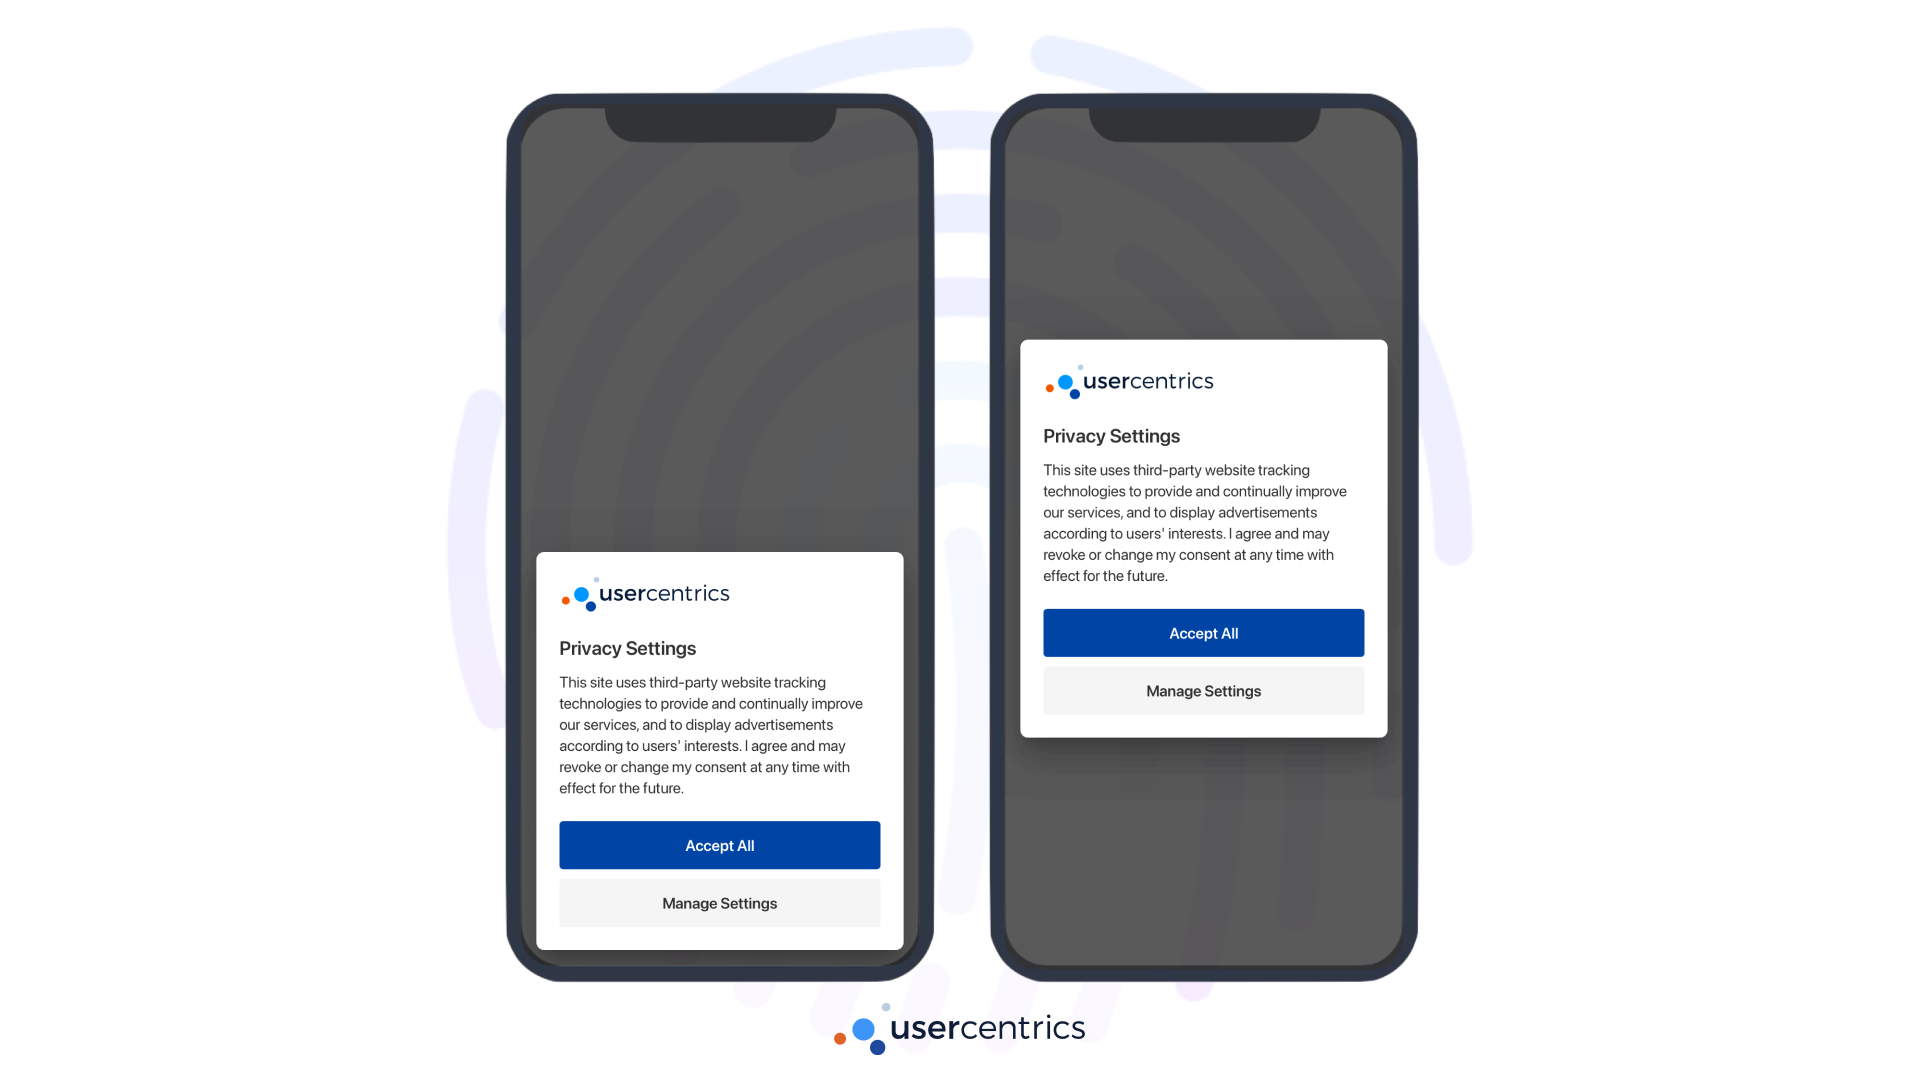 usercentrics
Privacy Settings
This site uses third-party website tracking
technologies to provide and continually improve
our services, and to display advertisements
according to users' interests. I agree and may
revoke or change my consent at any time with
effect for the future.
Accept All
Manage Settings
usercentrics
Privacy Settings
This site uses third-party website tracking
technologies to provide and continually improve
our services, and to display advertisements
according to users' interests. I agree and may
revoke or change my consent at any time with
effect for the future.
Accept All
Manage Settings
usercentrics